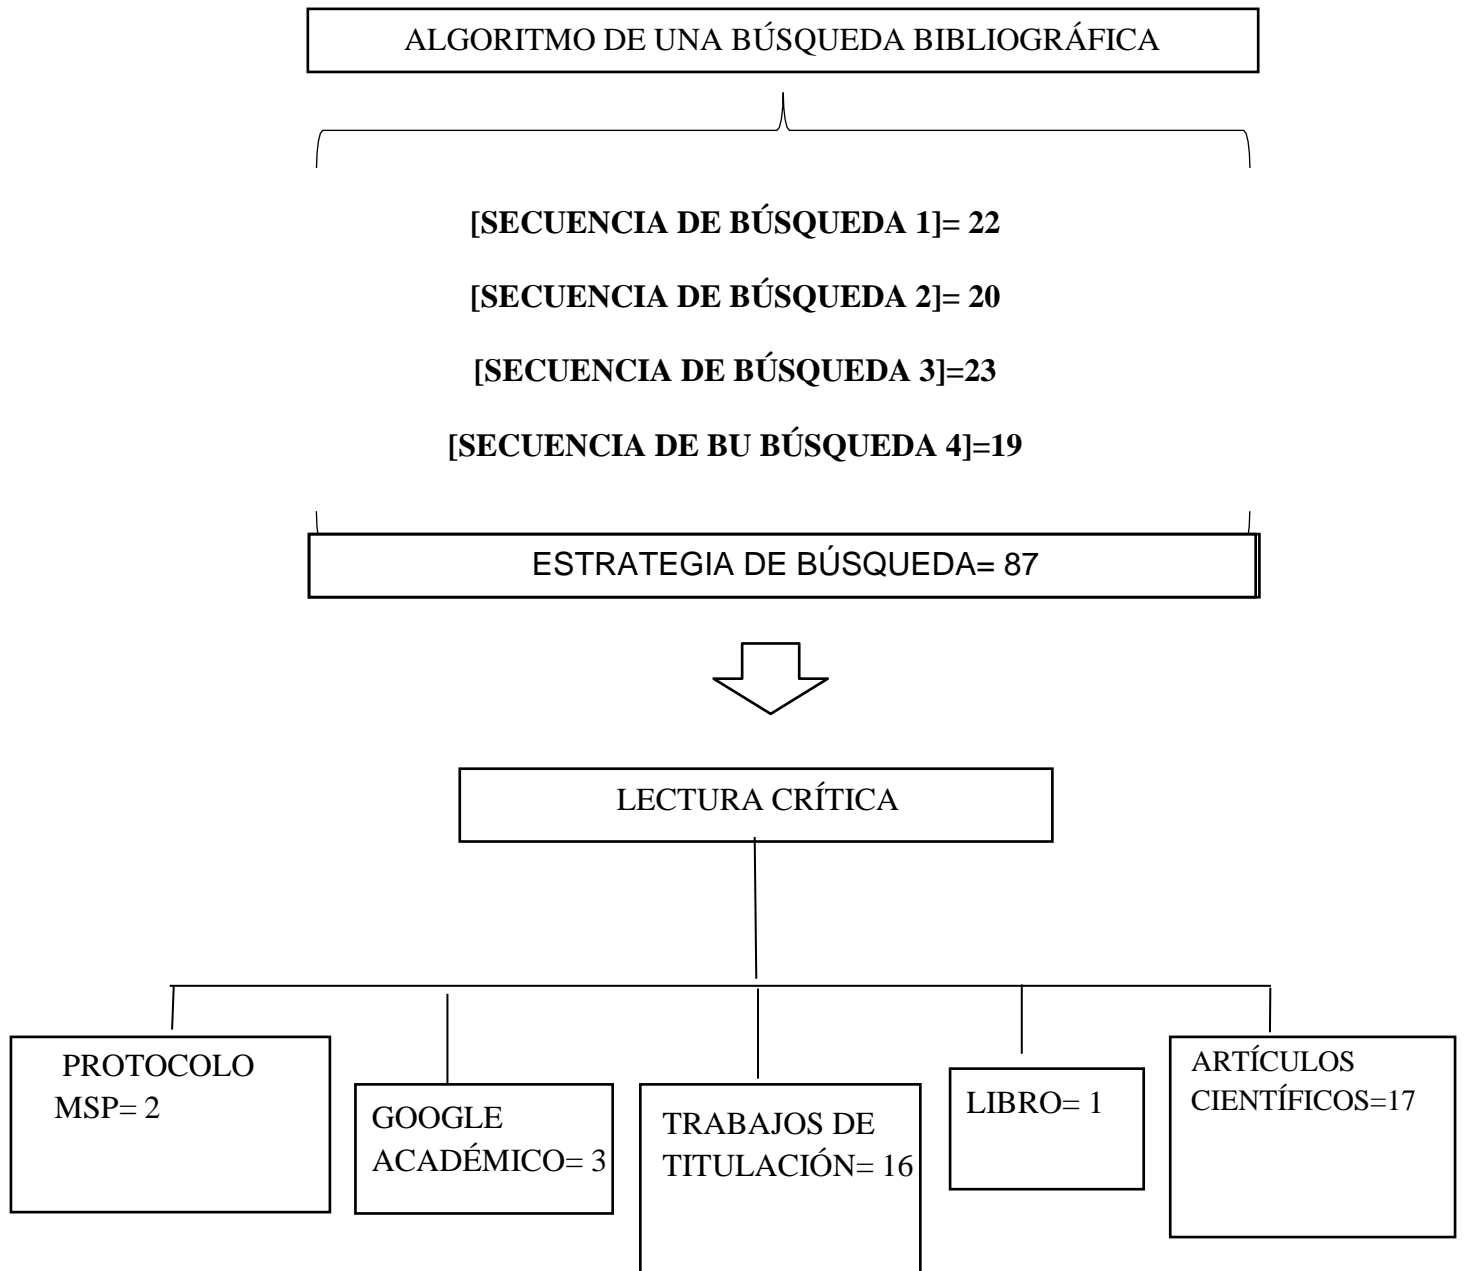 ALGORITMO DE UNA BÚSQUEDA BIBLIOGRÁFICA
[SECUENCIA DE BÚSQUEDA 1]= 22
[SECUENCIA DE BÚSQUEDA 2]= 20
[SECUENCIA DE BÚSQUEDA 3]=23
[SECUENCIA DE BU BÚSQUEDA 4]=19
ESTRATEGIA DE BÚSQUEDA= 87
LECTURA CRÍTICA
PROTOCOLO
MSP= 2
GOOGLE
ACADÉMICO= 3
TRABAJOS DE
TITULACIÓN= 16
LIBRO= 1
ARTÍCULOS
CIENTÍFICOS=17